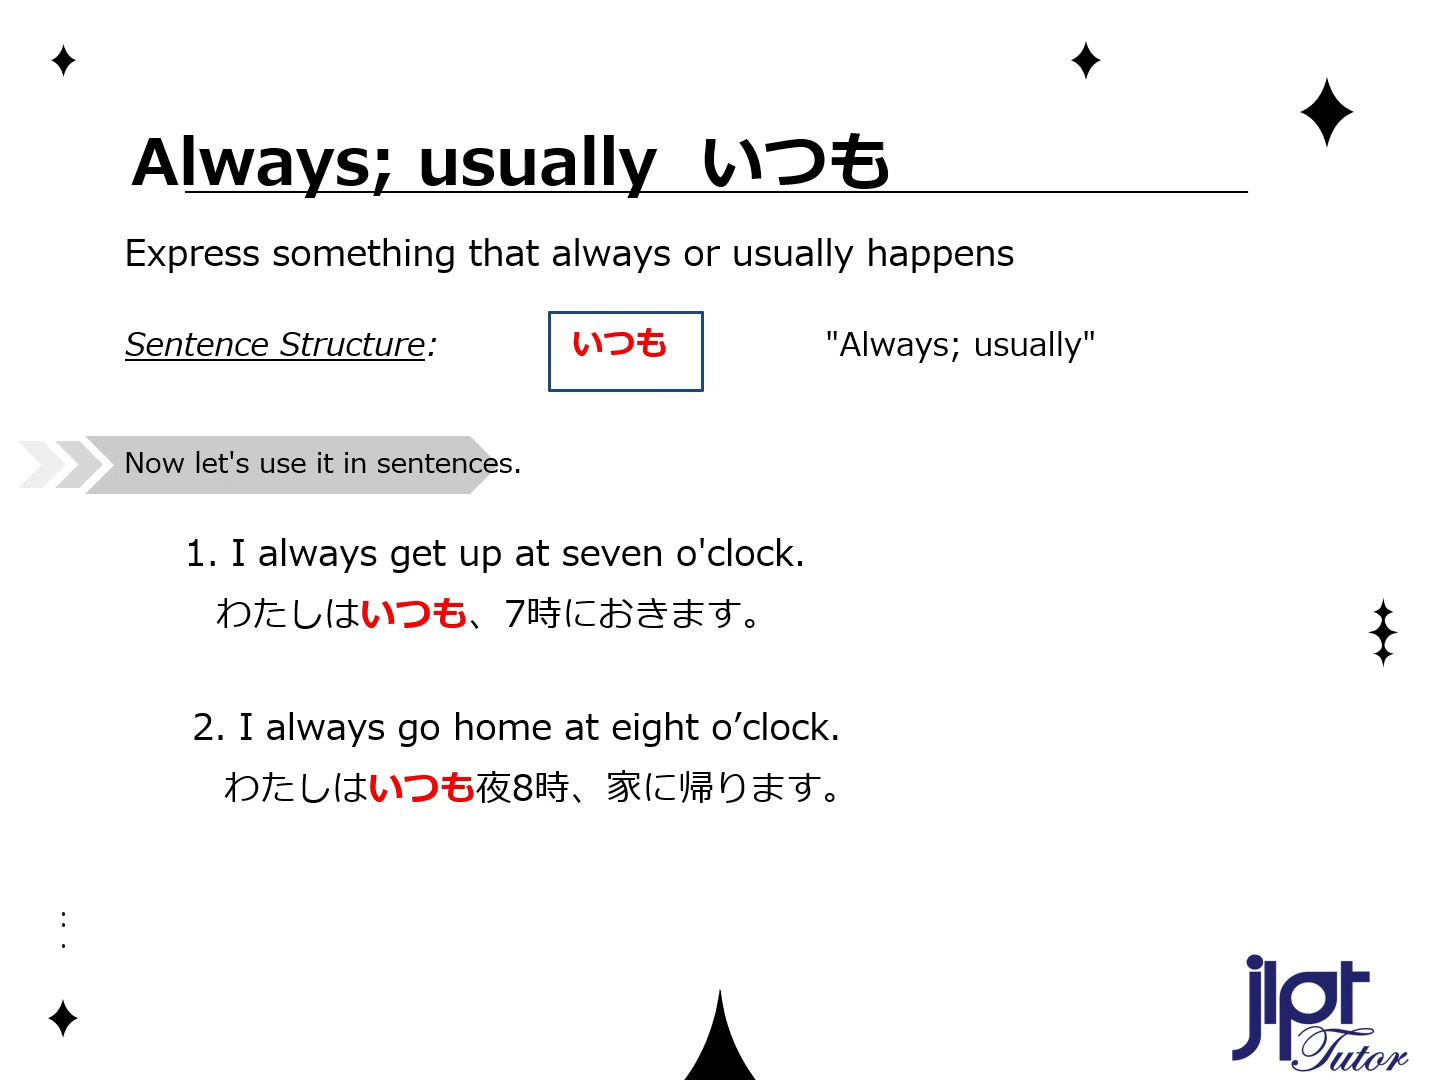 Always; usually いつも
Express something that always or usually happens
Sentence Structure: いつも "Always; usually"
Now let's use it in sentences.
1. I always get up at seven o'clock.
わたしはいつも、7時におきます。
2. I always go home at eight o’clock.
わたしはいつも夜8時、家に帰ります。
jlpt
Tutor